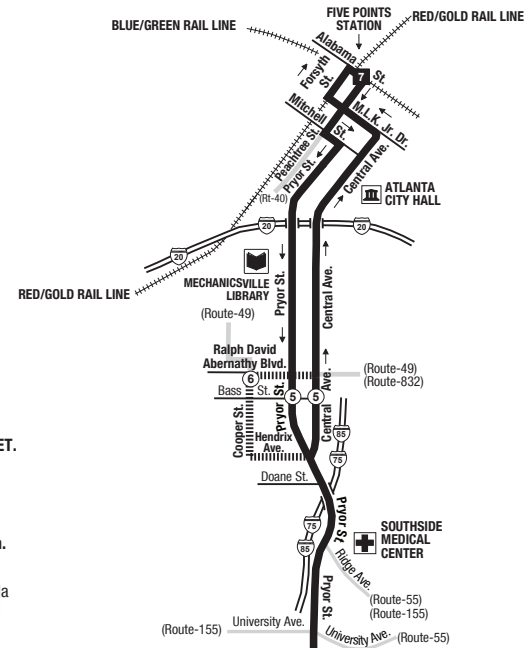 FIVE POINTS
STATION
RED/GOLD RAIL LINE
BLUE/GREEN RAIL LINE
Alabama
St.
7
Forsyth
St.
M.L.K. Jr. Dr.
Mitchell
St.
Peachtree St.
Pryor St.
(Rt-40)
Central Ave.
ATLANTA
CITY HALL
20
20
20
MECHANICSVILLE
LIBRARY
RED/GOLD RAIL LINE
Pryor St.
Central Ave.
(Route-49)
Ralph David
Abernathy Blvd.
(Route-49)
(Route-832)
6
Bass St.
5
5
Pryor St.
Central Ave.
Cooper St.
Hendrix
Ave.
85
75
ET.
Doane St.
75
85
Pryor St.
SOUTHSIDE
MEDICAL
CENTER
Ridge Ave.
(Route-55)
(Route-155)
Pryor St.
University Ave.
(Route-155)
University Ave.
(Route-55)